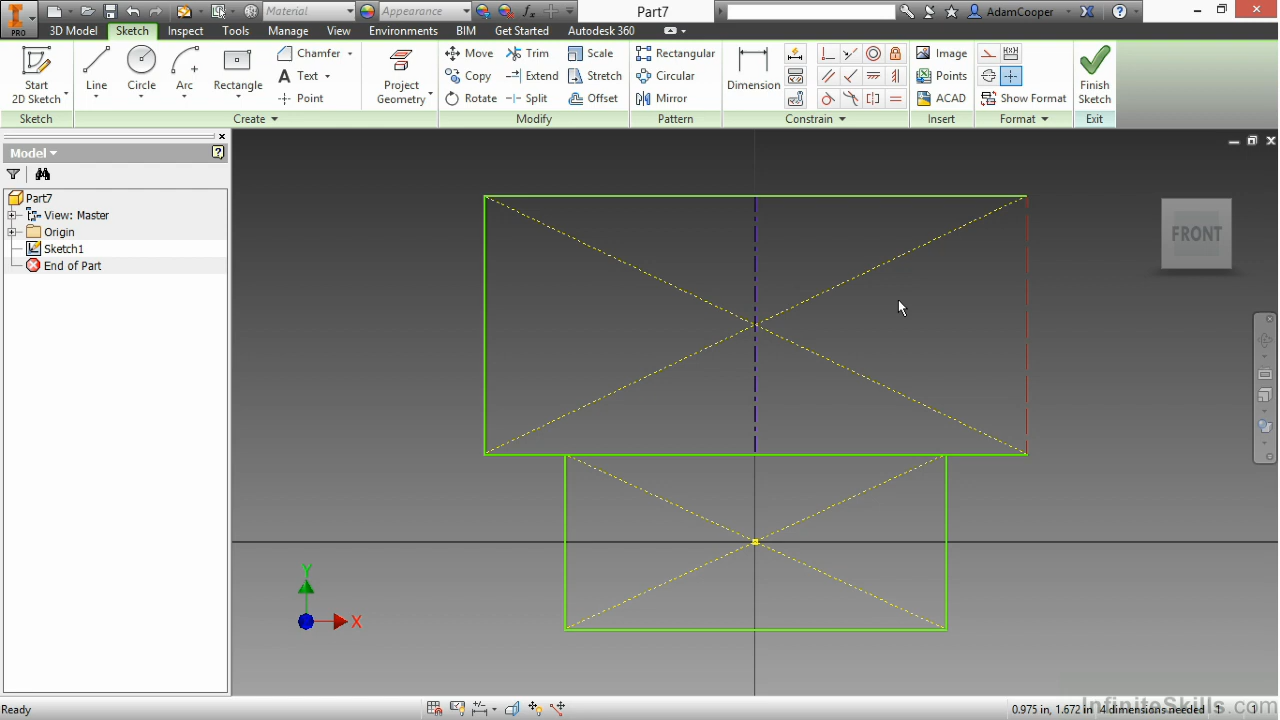 Material
Appearance
Part7
AdamCooper
PRO
3D Model Sketch Inspect Tools Manage View Environments BIM Get Started Autodesk 360
Start 2D Sketch
Line
Circle
Arc
Rectangle
Chamfer
Text
Point
Project Geometry
Move
Copy
Rotate
Trim
Extend
Split
Scale
Stretch
Offset
Rectangular
Circular
Mirror
Dimension
Image
Points
ACAD
Show Format
Finish Sketch
Sketch Create Modify Pattern Constrain Insert Format Exit
Model
Part7
View: Master
Origin
Sketch1
End of Part
FRONT
Y
X
Ready
0.975 in, 1.672 in 4 dimensions needed 1 1
InfiniteSkills.com